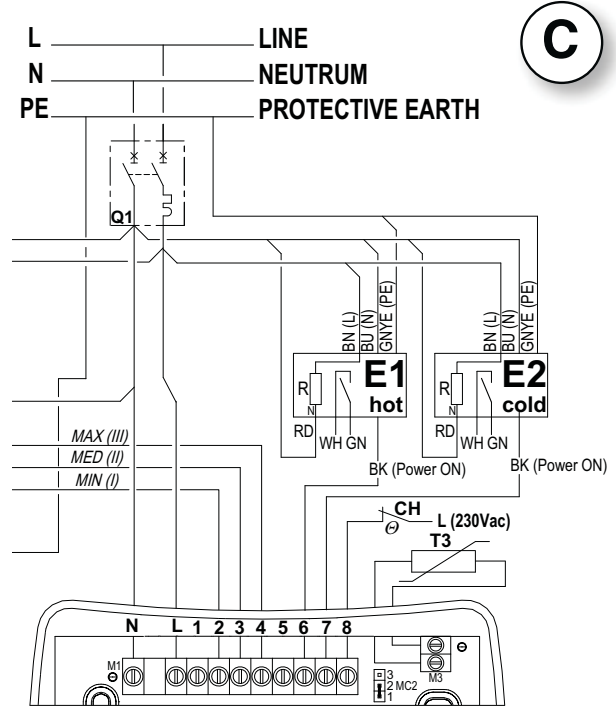 L LINE
N NEUTRUM
PE PROTECTIVE EARTH
C
Q1
BN (L)
BU (N)
GNYE (PE)
BN (L)
BU (N)
GNYE (PE)
R
N
E1
hot
R
N
E2
cold
RD
WH GN
RD
WH GN
BK (Power ON)
BK (Power ON)
MAX (III)
MED (II)
MIN (I)
CH
Θ
L (230Vac)
T3
N L 1 2 3 4 5 6 7 8
M1
Θ
3
2
1
MC2
M3
Θ